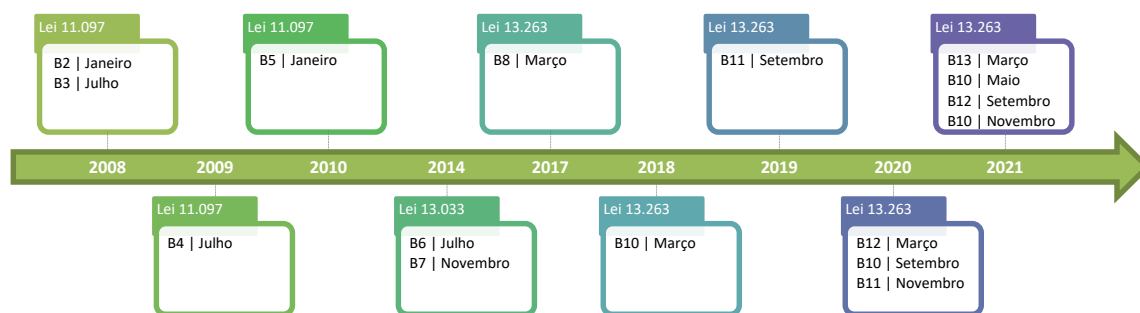 Lei 11.097
B2 | Janeiro
B3 | Julho
Lei 11.097
B5 | Janeiro
Lei 13.263
B8 | Março
Lei 13.263
B11 | Setembro
Lei 13.263
B13 | Março
B10 | Maio
B12 | Setembro
B10 | Novembro
2008 2009 2010 2014 2017 2018 2019 2020 2021
Lei 11.097
B4 | Julho
Lei 13.033
B6 | Julho
B7 | Novembro
Lei 13.263
B10 | Março
Lei 13.263
B12 | Março
B10 | Setembro
B11 | Novembro